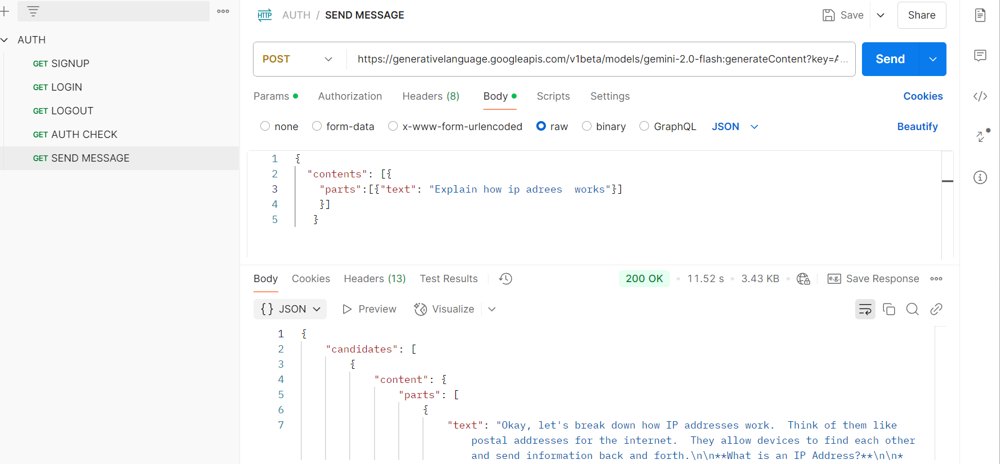 AUTH
GET SIGNUP
GET LOGIN
GET LOGOUT
GET AUTH CHECK
GET SEND MESSAGE
HTTP AUTH / SEND MESSAGE
Save
Share
POST
https://generativelanguage.googleapis.com/v1beta/models/gemini-2.0-flash:generateContent?key=A...
Send
Params
Authorization
Headers (8)
Body
Scripts
Settings
Cookies
none
form-data
x-www-form-urlencoded
raw
binary
GraphQL
JSON
Beautify
1 {
2 "contents": [{
3 "parts":[{"text": "Explain how ip adrees  works"}]
4 }]
5 }
Body
Cookies
Headers (13)
Test Results
200 OK
11.52 s
3.43 KB
e.g. Save Response
{} JSON
Preview
Visualize
1 {
2 "candidates": [
3 {
4 "content": {
5 "parts": [
6 {
7 "text": "Okay, let's break down how IP addresses work.  Think of them like
postal addresses for the internet.  They allow devices to find each other
and send information back and forth.\n\n**What is an IP Address?**\n\n*